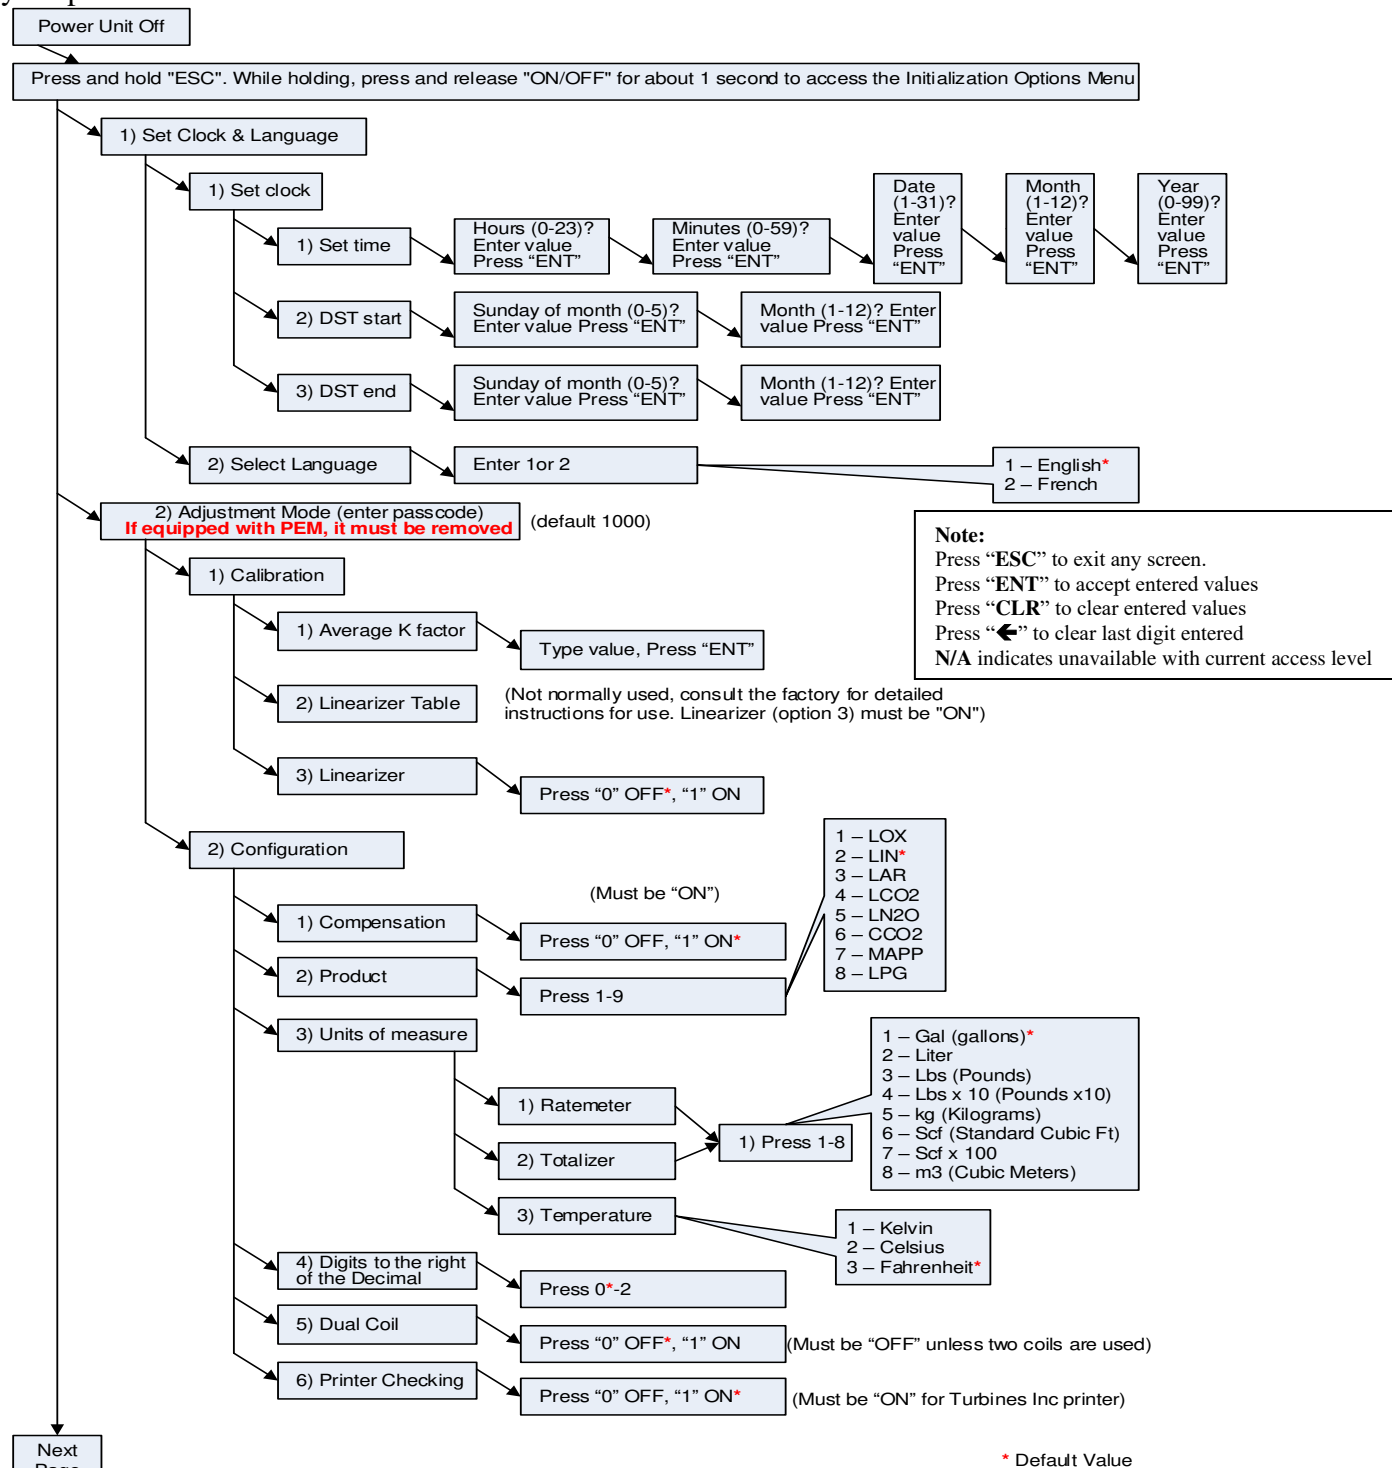 Power Unit Off
Press and hold "ESC". While holding, press and release "ON/OFF" for about 1 second to access the Initialization Options Menu
1) Set Clock & Language
1) Set clock
1) Set time
Hours (0-23)?
Enter value
Press “ENT”
Minutes (0-59)?
Enter value
Press “ENT”
Date
(1-31)?
Enter
value
Press
“ENT”
Month
(1-12)?
Enter
value
Press
“ENT”
Year
(0-99)?
Enter
value
Press
“ENT”
2) DST start
Sunday of month (0-5)?
Enter value Press “ENT”
Month (1-12)? Enter
value Press “ENT”
3) DST end
Sunday of month (0-5)?
Enter value Press “ENT”
Month (1-12)? Enter
value Press “ENT”
2) Select Language
Enter 1or 2
1 – English*
2 – French
2) Adjustment Mode (enter passcode)
If equipped with PEM, it must be removed
(default 1000)
Note:
Press “ESC” to exit any screen.
Press “ENT” to accept entered values
Press “CLR” to clear entered values
Press “🡸” to clear last digit entered
N/A indicates unavailable with current access level
1) Calibration
1) Average K factor
Type value, Press “ENT”
2) Linearizer Table
(Not normally used, consult the factory for detailed
instructions for use. Linearizer (option 3) must be "ON")
3) Linearizer
Press “0” OFF*, “1” ON
2) Configuration
(Must be “ON”)
1) Compensation
Press “0” OFF, “1” ON*
2) Product
Press 1-9
1 – LOX
2 – LIN*
3 – LAR
4 – LCO2
5 – LN2O
6 – CCO2
7 – MAPP
8 – LPG
3) Units of measure
1) Ratemeter
2) Totalizer
1) Press 1-8
1 – Gal (gallons)*
2 – Liter
3 – Lbs (Pounds)
4 – Lbs x 10 (Pounds x10)
5 – kg (Kilograms)
6 – Scf (Standard Cubic Ft)
7 – Scf x 100
8 – m3 (Cubic Meters)
3) Temperature
1 – Kelvin
2 – Celsius
3 – Fahrenheit*
4) Digits to the right
of the Decimal
Press 0*-2
5) Dual Coil
Press “0” OFF*, “1” ON
(Must be “OFF” unless two coils are used)
6) Printer Checking
Press “0” OFF, “1” ON*
(Must be “ON” for Turbines Inc printer)
Next
Page
* Default Value